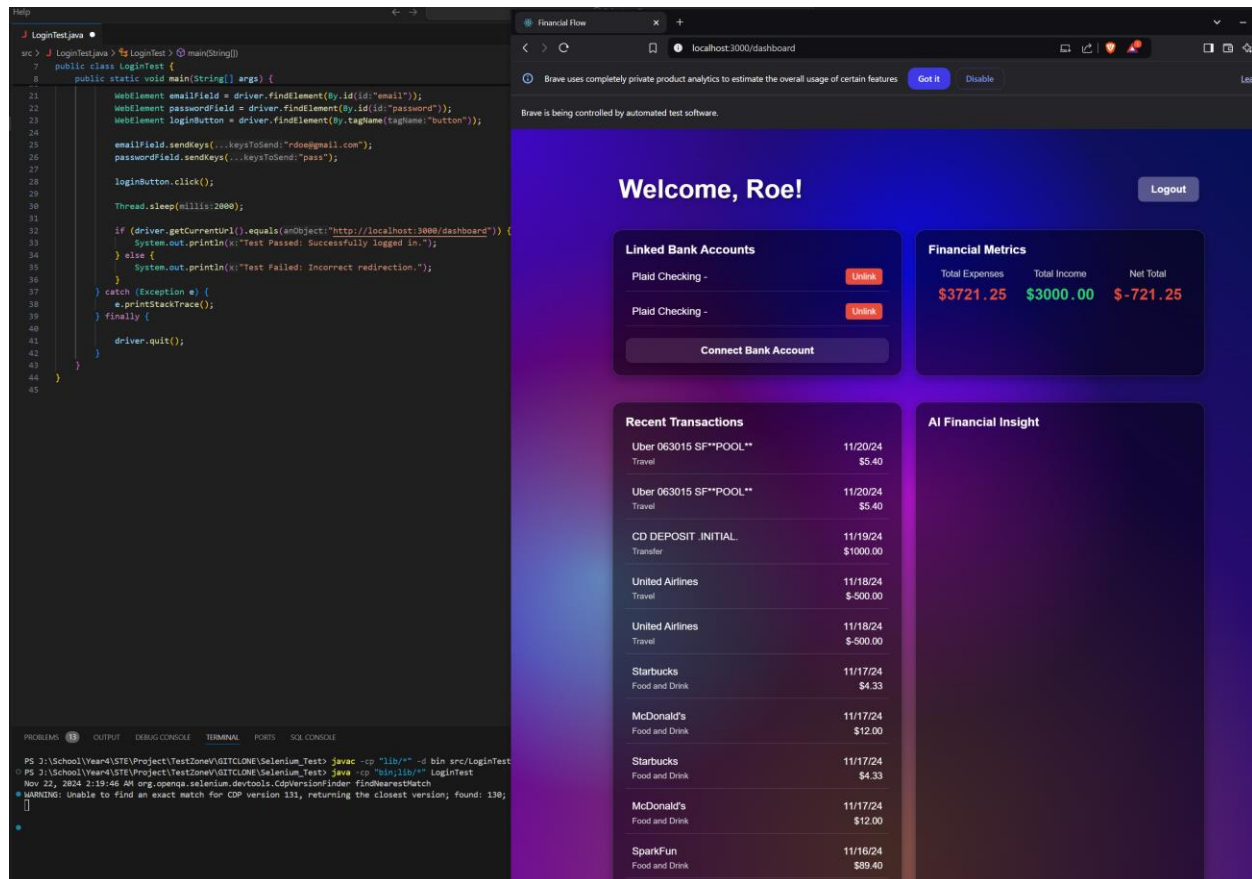 Help
LoginTest.java
src > LoginTest.java > LoginTest > main(String[])
7 public class LoginTest {
8 public static void main(String[] args) {
21 WebElement emailField = driver.findElement(By.id(id:"email"));
22 WebElement passwordField = driver.findElement(By.id(id:"password"));
23 WebElement loginButton = driver.findElement(By.tagName(tagName:"button"));
24
25 emailField.sendKeys(...keysToSend:"rdoe@gmail.com");
26 passwordField.sendKeys(...keysToSend:"pass");
27
28 loginButton.click();
29
30 Thread.sleep(millis:2000);
31
32 if (driver.getCurrentUrl().equals(anObject:"http://localhost:3000/dashboard")) {
33 System.out.println(x:"Test Passed: Successfully logged in.");
34 } else {
35 System.out.println(x:"Test Failed: Incorrect redirection.");
36 }
37 } catch (Exception e) {
38 e.printStackTrace();
39 } finally {
40
41 driver.quit();
42 }
43 }
44 }
45
PROBLEMS 13 OUTPUT DEBUG CONSOLE TERMINAL PORTS SQL CONSOLE
PS J:\School\Year4\STE\Project\TestZoneV\GITCLONE\Selenium_Test> javac -cp "lib/*" -d bin src/LoginTest
PS J:\School\Year4\STE\Project\TestZoneV\GITCLONE\Selenium_Test> java -cp "bin;lib/*" LoginTest
Nov 22, 2024 2:19:46 AM org.openqa.selenium.devtools.CdpVersionFinder findNearestMatch
WARNING: Unable to find an exact match for CDP version 131, returning the closest version; found: 130;
Financial Flow
localhost:3000/dashboard
Brave uses completely private product analytics to estimate the overall usage of certain features Got it Disable Lea
Brave is being controlled by automated test software.
Welcome, Roe!
Logout
Linked Bank Accounts
Plaid Checking - Unlink
Plaid Checking - Unlink
Connect Bank Account
Financial Metrics
Total Expenses Total Income Net Total
$3721.25 $3000.00 $-721.25
Recent Transactions
Uber 063015 SF**POOL** 11/20/24
Travel $5.40
Uber 063015 SF**POOL** 11/20/24
Travel $5.40
CD DEPOSIT .INITIAL. 11/19/24
Transfer $1000.00
United Airlines 11/18/24
Travel $-500.00
United Airlines 11/18/24
Travel $-500.00
Starbucks 11/17/24
Food and Drink $4.33
McDonald's 11/17/24
Food and Drink $12.00
Starbucks 11/17/24
Food and Drink $4.33
McDonald's 11/17/24
Food and Drink $12.00
SparkFun 11/16/24
Food and Drink $89.40
AI Financial Insight